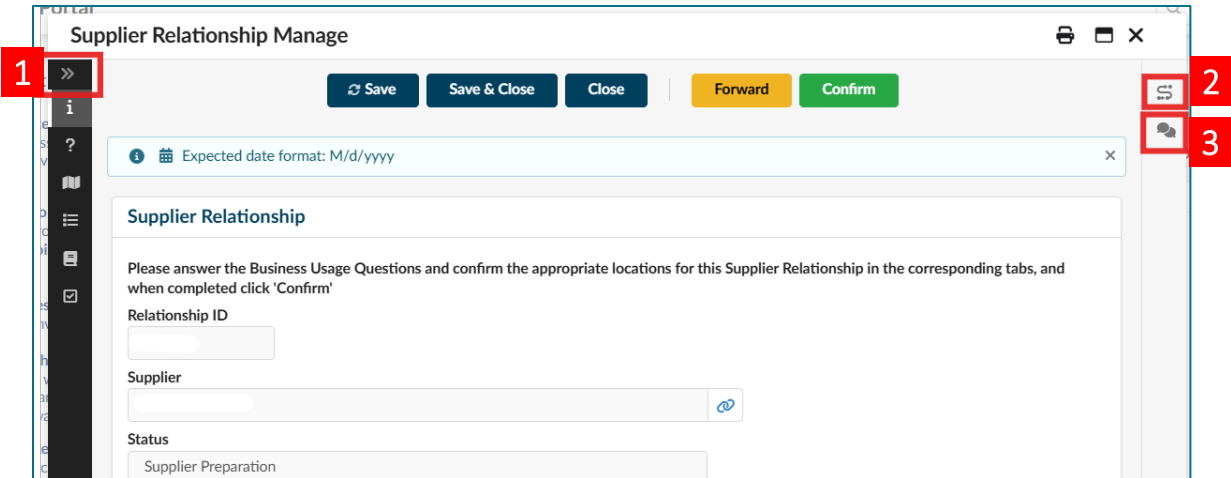 Portal
Supplier Relationship Manage
1
2
3
Save
Save & Close
Close
Forward
Confirm
Expected date format: M/d/yyyy
Supplier Relationship
Please answer the Business Usage Questions and confirm the appropriate locations for this Supplier Relationship in the corresponding tabs, and
when completed click 'Confirm'
Relationship ID
Supplier
Status
Supplier Preparation